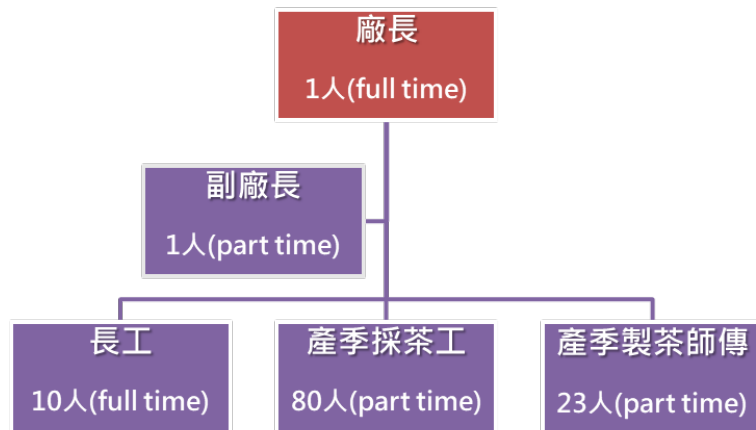 廠長
1人(full time)
副廠長
1人(part time)
長工
10人(full time)
產季採茶工
80人(part time)
產季製茶師傅
23人(part time)